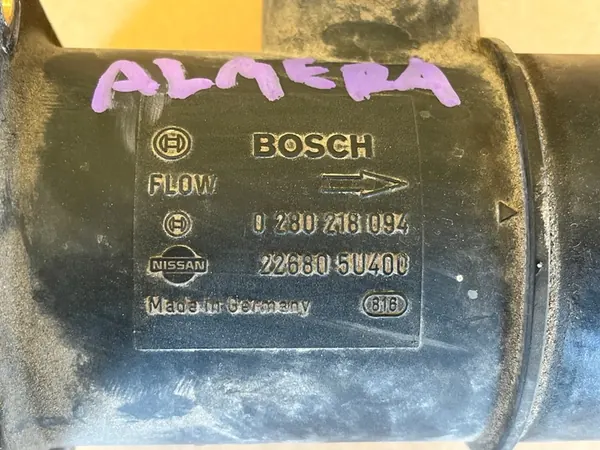 ALMERA
BOSCH
FLOW
0 280 218 094
NISSAN 22680 5U400
Made in Germany 816